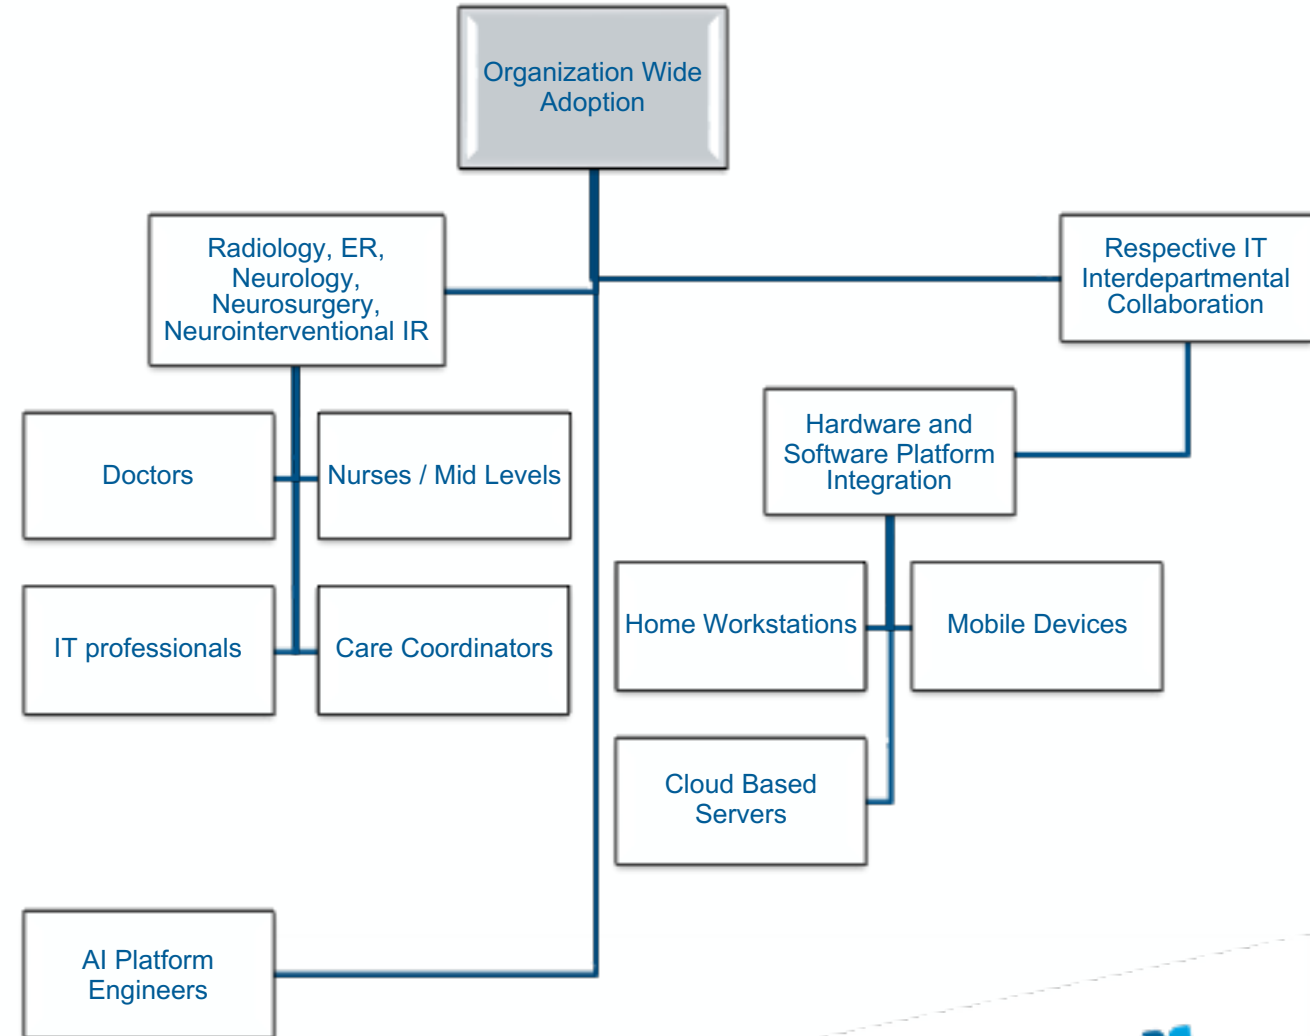 Organization Wide
Adoption
Radiology, ER,
Neurology,
Neurosurgery,
Neurointerventional IR
Respective IT
Interdepartmental
Collaboration
Doctors
Nurses / Mid Levels
Hardware and
Software Platform
Integration
IT professionals
Care Coordinators
Home Workstations
Mobile Devices
Cloud Based
Servers
AI Platform
Engineers